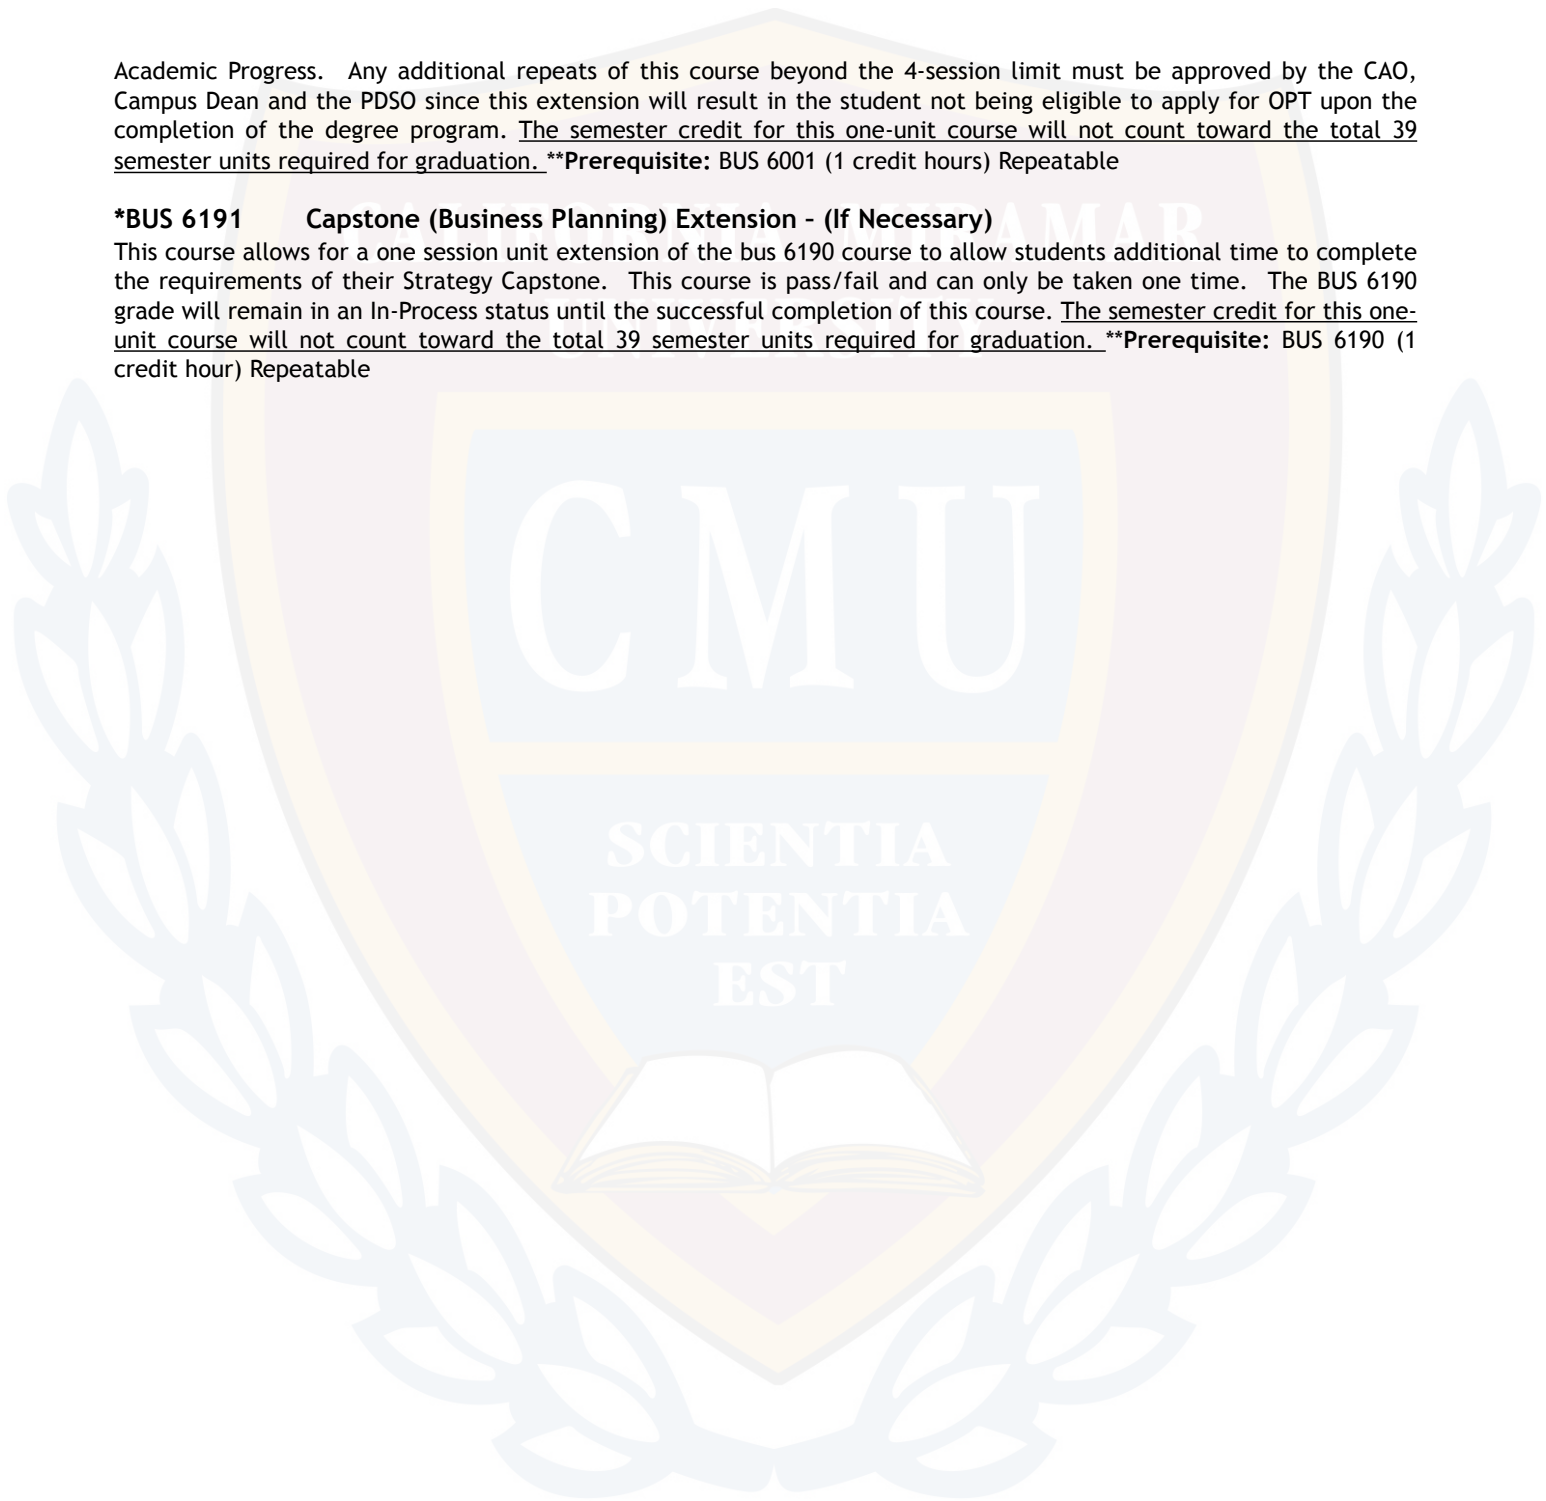 Academic Progress. Any additional repeats of this course beyond the 4-session limit must be approved by the CAO,
Campus Dean and the PDSO since this extension will result in the student not being eligible to apply for OPT upon the
completion of the degree program. The semester credit for this one-unit course will not count toward the total 39
semester units required for graduation. **Prerequisite: BUS 6001 (1 credit hours) Repeatable
*BUS 6191 Capstone (Business Planning) Extension – (If Necessary)
This course allows for a one session unit extension of the bus 6190 course to allow students additional time to complete
the requirements of their Strategy Capstone. This course is pass/fail and can only be taken one time. The BUS 6190
grade will remain in an In-Process status until the successful completion of this course. The semester credit for this one-
unit course will not count toward the total 39 semester units required for graduation. **Prerequisite: BUS 6190 (1
credit hour) Repeatable
CALIFORNIA MIRAMAR
UNIVERSITY
CMU
SCIENTIA
POTENTIA
EST